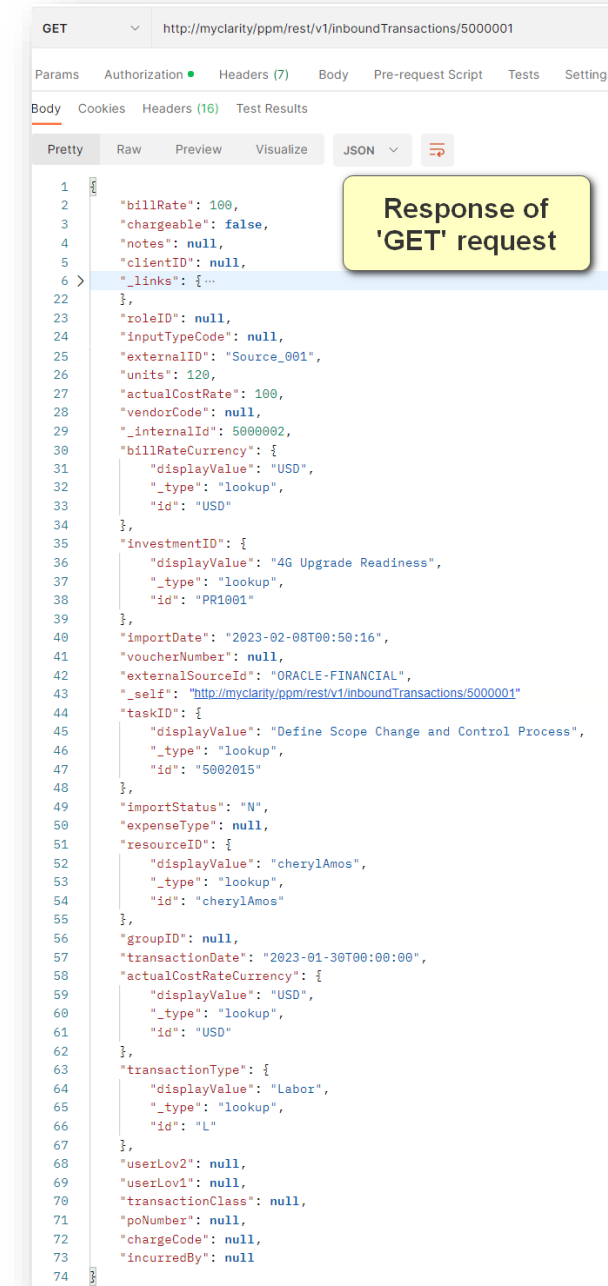 GET http://myclarity/ppm/rest/v1/inboundTransactions/5000001
Params Authorization Headers (7) Body Pre-request Script Tests Setting
Body Cookies Headers (16) Test Results
Pretty Raw Preview Visualize JSON
Response of
'GET' request
1 {
2 "billRate": 100,
3 "chargeable": false,
4 "notes": null,
5 "clientID": null,
6 > "_links": {…
22 },
23 "roleID": null,
24 "inputTypeCode": null,
25 "externalID": "Source_001",
26 "units": 120,
27 "actualCostRate": 100,
28 "vendorCode": null,
29 "_internalId": 5000002,
30 "billRateCurrency": {
31 "displayValue": "USD",
32 "_type": "lookup",
33 "id": "USD"
34 },
35 "investmentID": {
36 "displayValue": "4G Upgrade Readiness",
37 "_type": "lookup",
38 "id": "PR1001"
39 },
40 "importDate": "2023-02-08T00:50:16",
41 "voucherNumber": null,
42 "externalSourceId": "ORACLE-FINANCIAL",
43 "_self": "http://myclarity/ppm/rest/v1/inboundTransactions/5000001"
44 "taskID": {
45 "displayValue": "Define Scope Change and Control Process",
46 "_type": "lookup",
47 "id": "5002015"
48 },
49 "importStatus": "N",
50 "expenseType": null,
51 "resourceID": {
52 "displayValue": "cherylAmos",
53 "_type": "lookup",
54 "id": "cherylAmos"
55 },
56 "groupID": null,
57 "transactionDate": "2023-01-30T00:00:00",
58 "actualCostRateCurrency": {
59 "displayValue": "USD",
60 "_type": "lookup",
61 "id": "USD"
62 },
63 "transactionType": {
64 "displayValue": "Labor",
65 "_type": "lookup",
66 "id": "L"
67 },
68 "userLov2": null,
69 "userLov1": null,
70 "transactionClass": null,
71 "poNumber": null,
72 "chargeCode": null,
73 "incurredBy": null
74 }